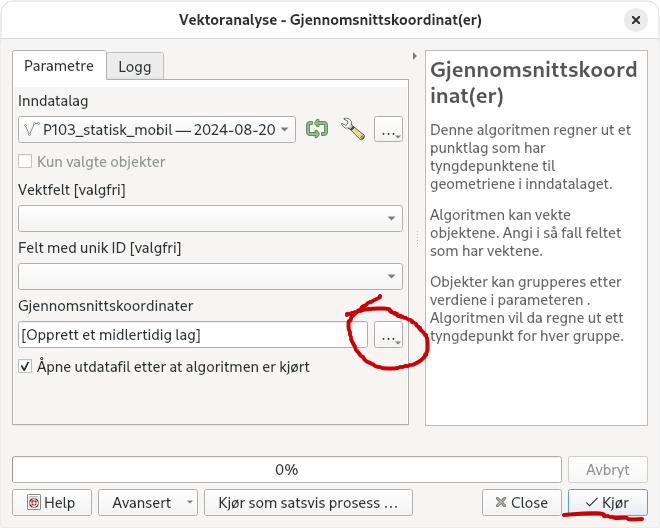 Vektoranalyse - Gjennomsnittskoordinat(er)
Parametre
Logg
Inndatalag
P103_statisk_mobil — 2024-08-20
…
Kun valgte objekter
Vektfelt [valgfri]
Felt med unik ID [valgfri]
Gjennomsnittskoordinater
[Opprett et midlertidig lag]
…
Åpne utdatafil etter at algoritmen er kjørt
Gjennomsnittskoord
inat(er)
Denne algoritmen regner ut et
punktlag som har
tyngdepunktene til
geometriene i inndatalaget.
Algoritmen kan vekte
objektene. Angi i så fall feltet
som har vektene.
Objekter kan grupperes etter
verdiene i parameteren .
Algoritmen vil da regne ut ett
tyngdepunkt for hver gruppe.
0%
Avbryt
Help
Avansert
Kjør som satsvis prosess …
Close
Kjør